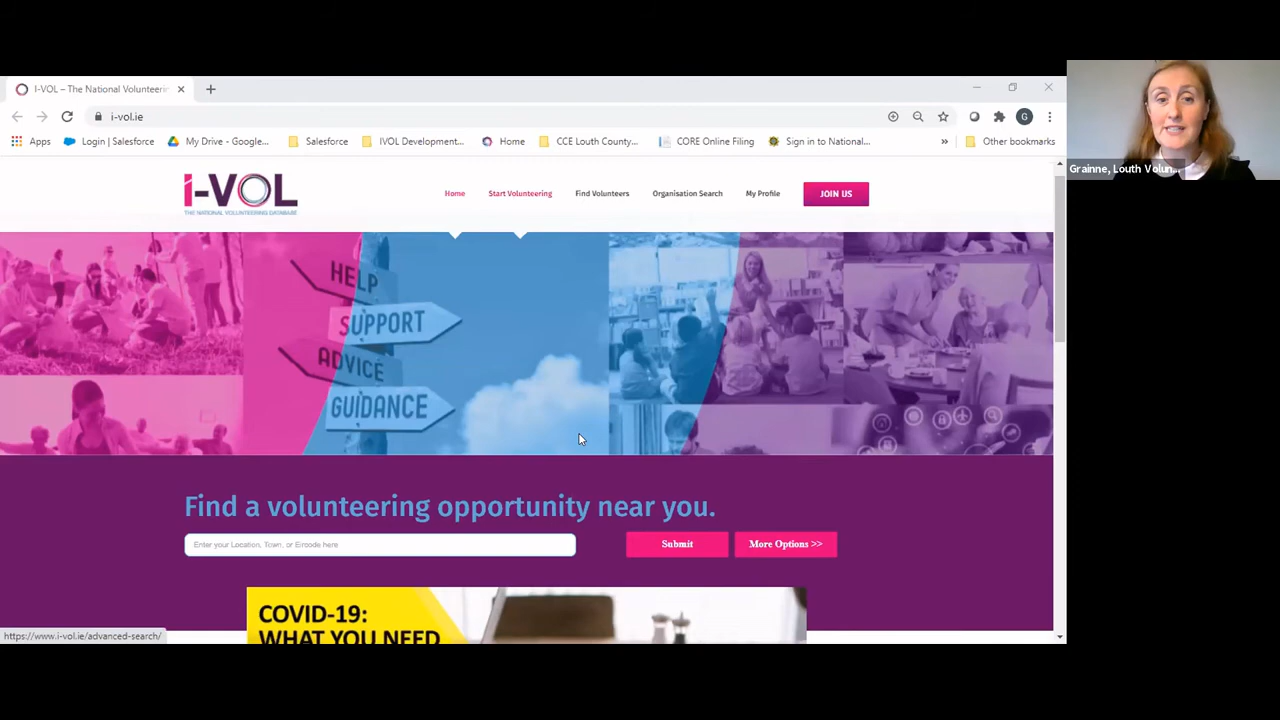 I-VOL – The National Volunteerin
i-vol.ie
G
Apps
Login | Salesforce
My Drive - Google...
Salesforce
IVOL Development...
Home
CCE Louth County...
CORE Online Filing
Sign in to National...
»
Other bookmarks
Grainne, Louth Volun...
i-VOL
THE NATIONAL VOLUNTEERING DATABASE
Home
Start Volunteering
Find Volunteers
Organisation Search
My Profile
JOIN US
HELP
SUPPORT
ADVICE
GUIDANCE
Find a volunteering opportunity near you.
Enter your Location, Town, or Eircode here
Submit
More Options >>
COVID-19:
WHAT YOU NEED
https://www.i-vol.ie/advanced-search/